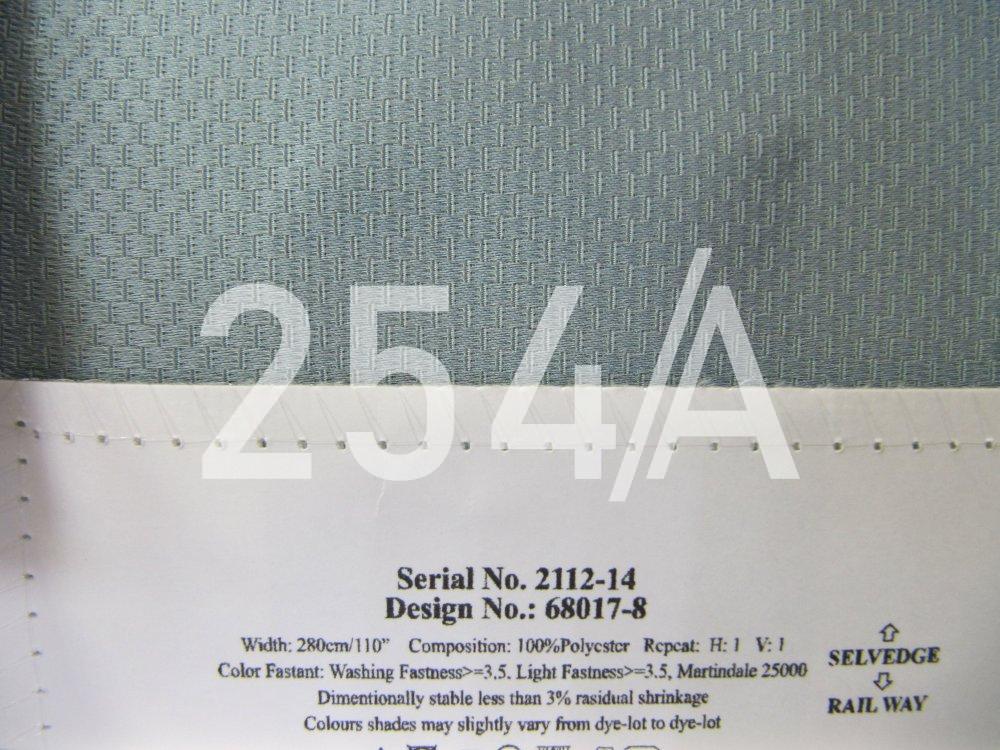 254/A
Serial No. 2112-14
Design No.: 68017-8
Width: 280cm/110" Composition: 100%Polyester Repeat: H: 1 V: 1
Color Fastant: Washing Fastness>=3.5, Light Fastness>=3.5, Martindale 25000
Dimentionally stable less than 3% rasidual shrinkage
Colours shades may slightly vary from dye-lot to dye-lot
SELVEDGE
RAIL WAY